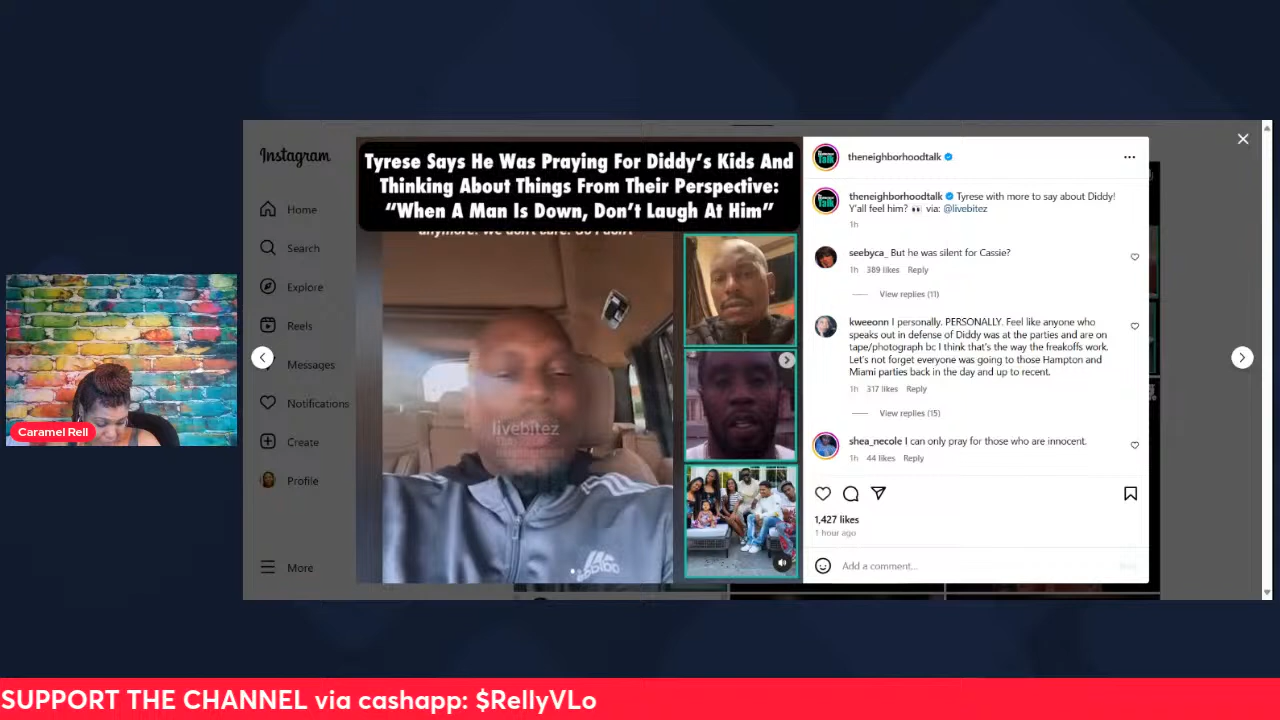 Instagram
Home
Search
Explore
Reels
Messages
Notifications
Create
Profile
More
Caramel Rell
Tyrese Says He Was Praying For Diddy's Kids And
Thinking About Things From Their Perspective:
“When A Man Is Down, Don't Laugh At Him”
anymore. We don't care. So I don't
livebitez
adidas
Talk
theneighborhoodtalk
Talk
theneighborhoodtalk Tyrese with more to say about Diddy!
Y'all feel him? 👀 via: @livebitez
1h
seebyca_ But he was silent for Cassie?
1h 389 likes Reply
View replies (11)
kweeonn I personally. PERSONALLY. Feel like anyone who
speaks out in defense of Diddy was at the parties and are on
tape/photograph bc I think that's the way the freakoffs work.
Let's not forget everyone was going to those Hampton and
Miami parties back in the day and up to recent.
1h 317 likes Reply
View replies (15)
shea_necole I can only pray for those who are innocent.
1h 44 likes Reply
1,427 likes
1 hour ago
Add a comment...
SUPPORT THE CHANNEL via cashapp: $RellyVLo